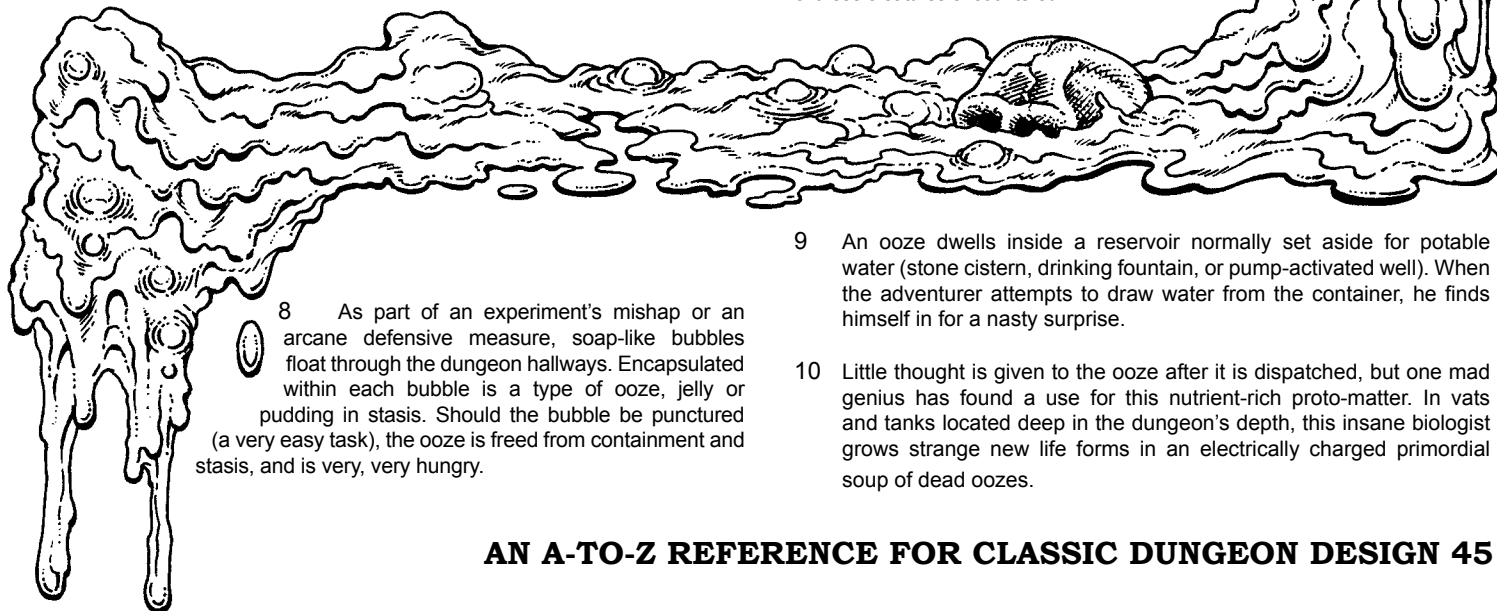 8 As part of an experiment’s mishap or an
arcane defensive measure, soap-like bubbles
float through the dungeon hallways. Encapsulated
within each bubble is a type of ooze, jelly or
pudding in stasis. Should the bubble be punctured
(a very easy task), the ooze is freed from containment and
stasis, and is very, very hungry.
9 An ooze dwells inside a reservoir normally set aside for potable
water (stone cistern, drinking fountain, or pump-activated well). When
the adventurer attempts to draw water from the container, he finds
himself in for a nasty surprise.
10 Little thought is given to the ooze after it is dispatched, but one mad
genius has found a use for this nutrient-rich proto-matter. In vats
and tanks located deep in the dungeon’s depth, this insane biologist
grows strange new life forms in an electrically charged primordial
soup of dead oozes.
AN A-TO-Z REFERENCE FOR CLASSIC DUNGEON DESIGN 45